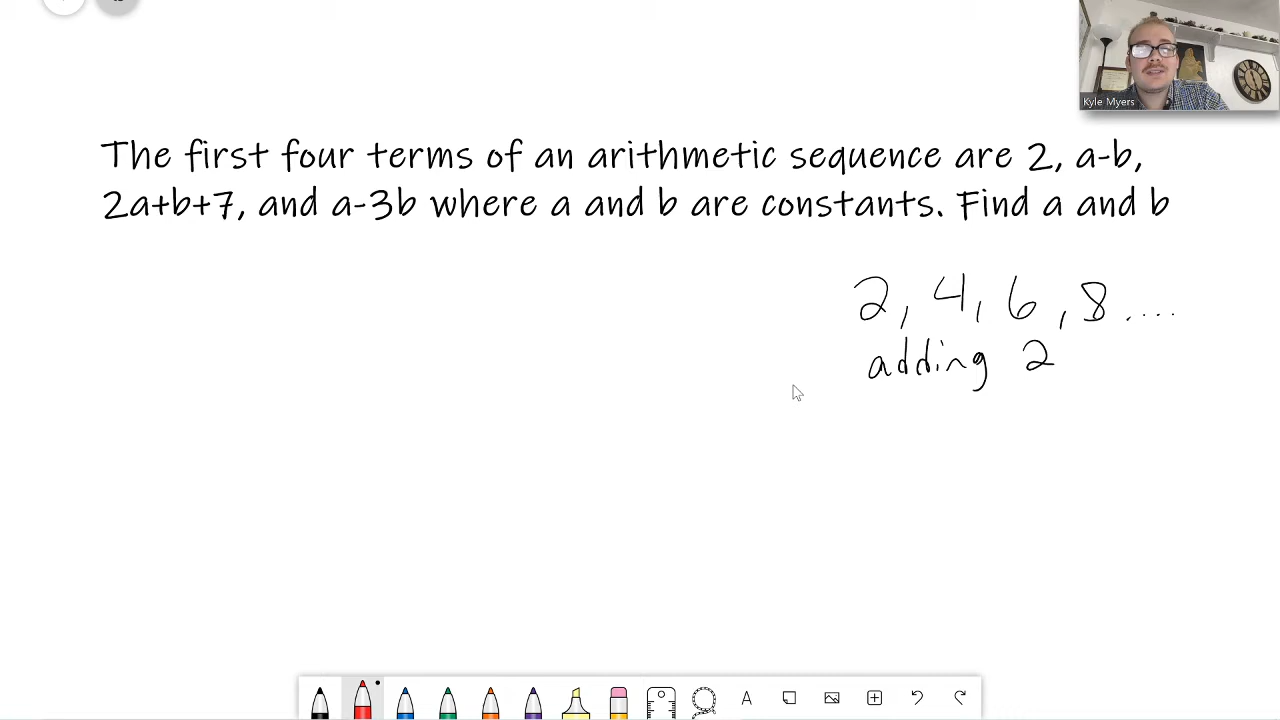 Kyle Myers
The first four terms of an arithmetic sequence are 2, a-b,
2a+b+7, and a-3b where a and b are constants. Find a and b
2, 4, 6, 8....
adding 2
A